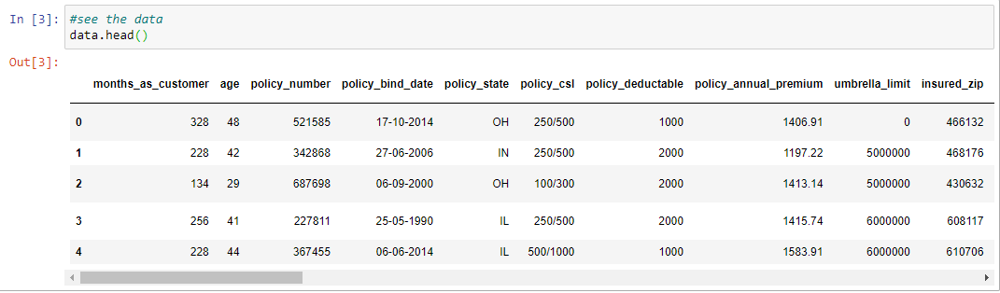 In [3]: #see the data
data.head()
Out[3]:
months_as_customer age policy_number policy_bind_date policy_state policy_csl policy_deductable policy_annual_premium umbrella_limit insured_zip
0 328 48 521585 17-10-2014 OH 250/500 1000 1406.91 0 466132
1 228 42 342868 27-06-2006 IN 250/500 2000 1197.22 5000000 468176
2 134 29 687698 06-09-2000 OH 100/300 2000 1413.14 5000000 430632
3 256 41 227811 25-05-1990 IL 250/500 2000 1415.74 6000000 608117
4 228 44 367455 06-06-2014 IL 500/1000 1000 1583.91 6000000 610706